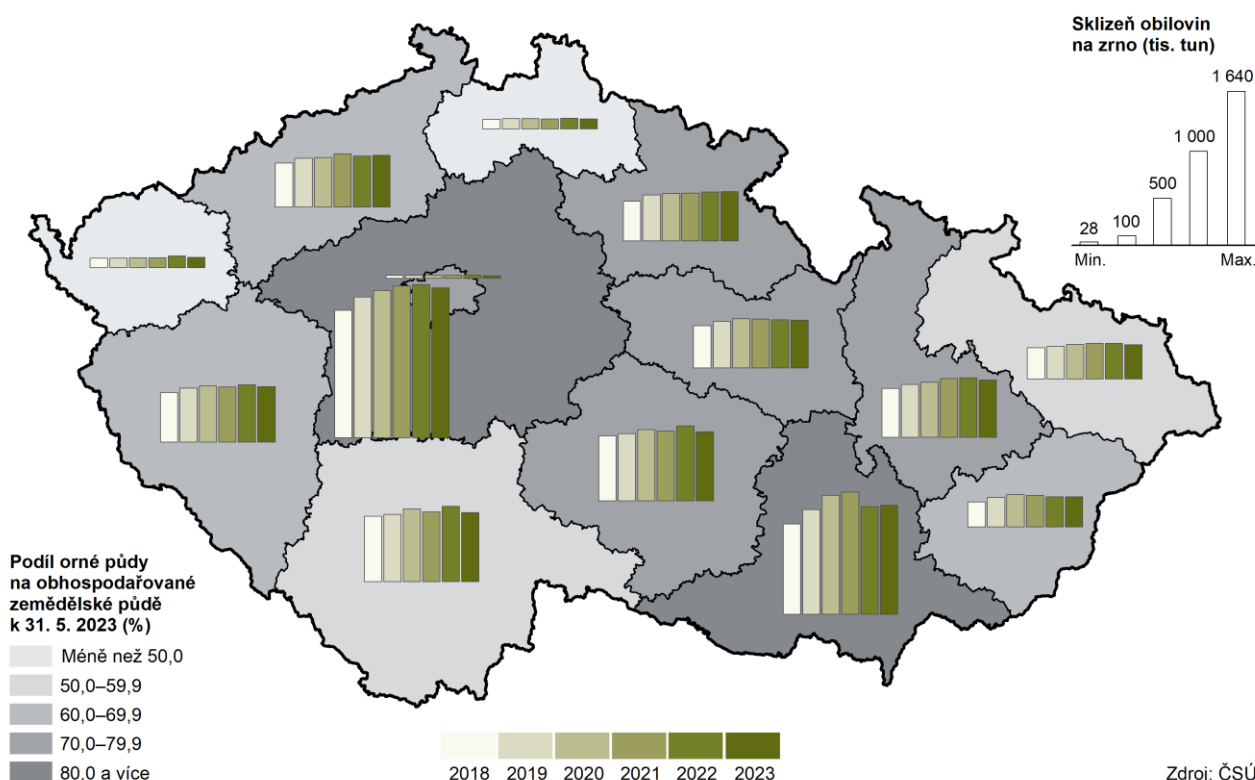 Sklizeň obilovin
na zrno (tis. tun)
1 640
1 000
500
100
28
Min.
Max.
Podíl orné půdy
na obhospodařované
zemědělské půdě
k 31. 5. 2023 (%)
Méně než 50,0
50,0–59,9
60,0–69,9
70,0–79,9
80,0 a více
2018 2019 2020 2021 2022 2023
Zdroj: ČSÚ